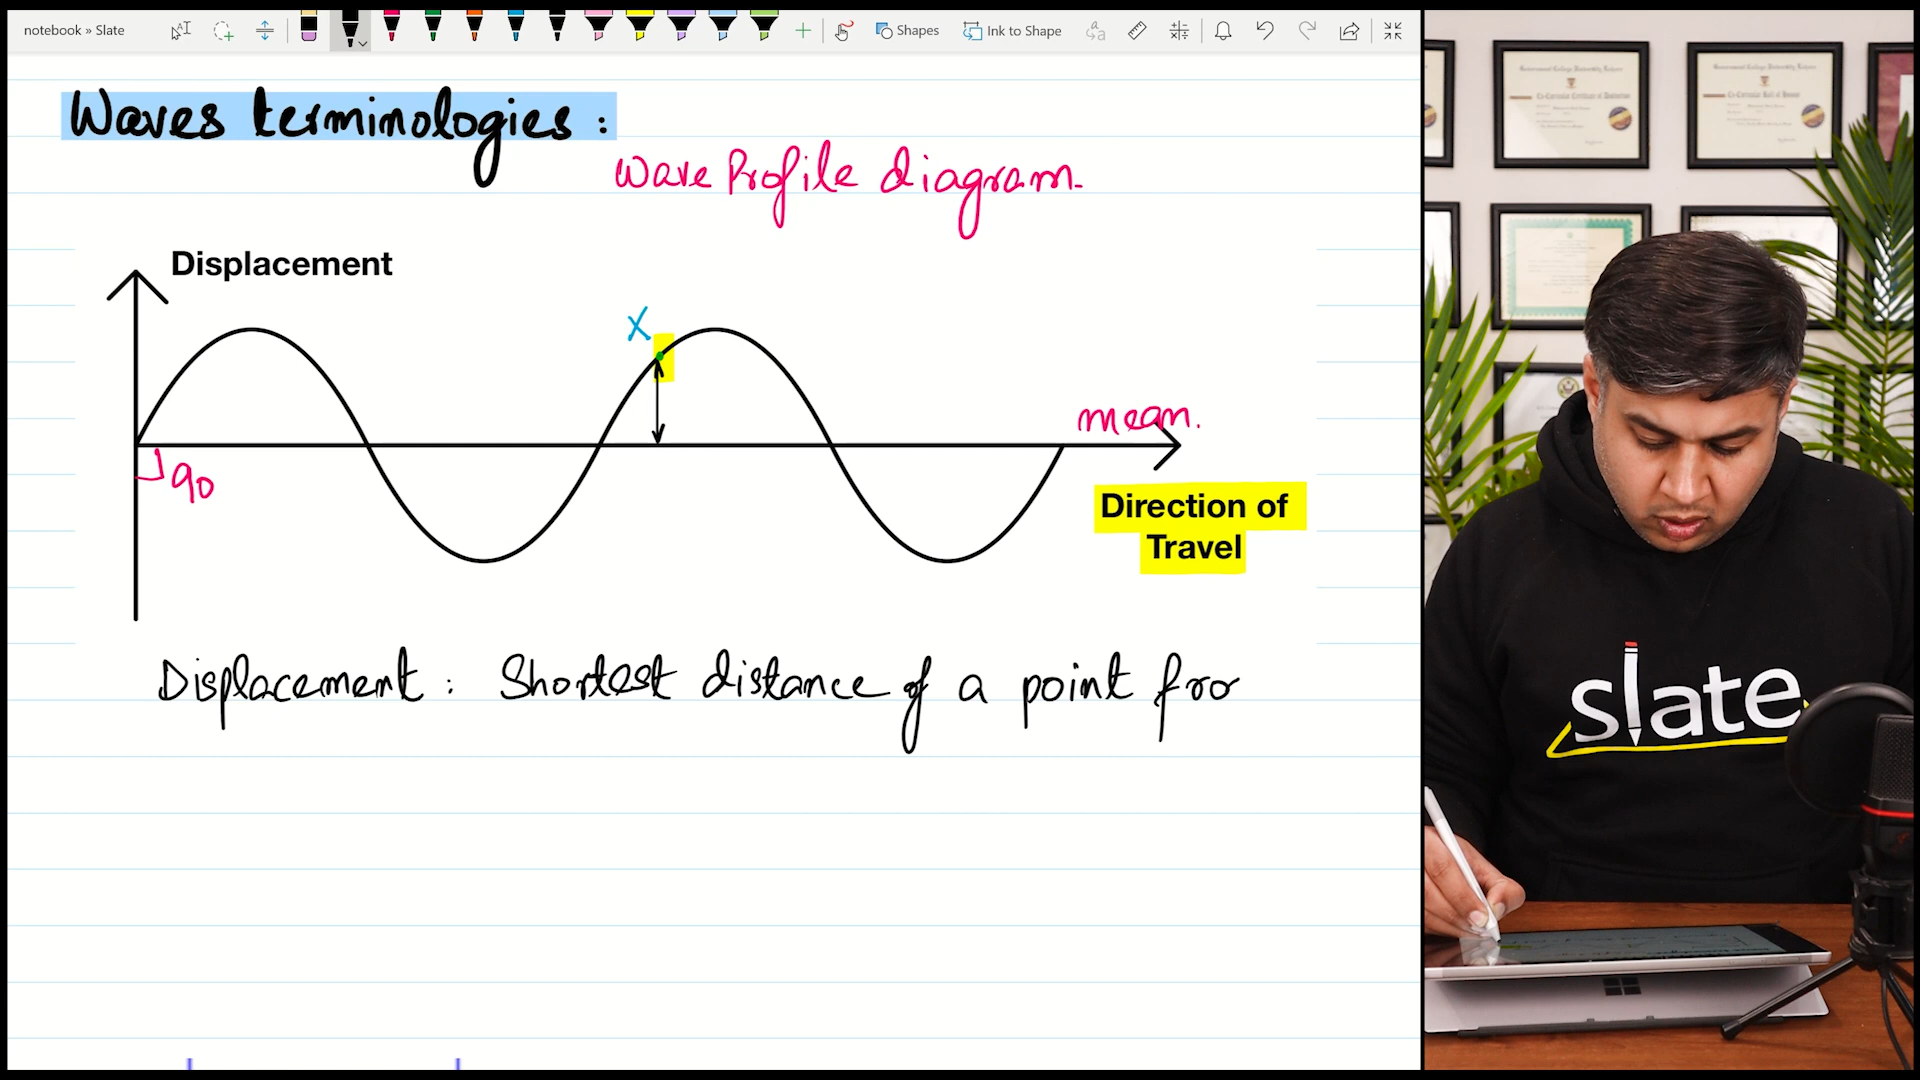 notebook » Slate
Shapes
Ink to Shape
Waves terminologies :
Wave Profile diagram.
Displacement
X
mean.
90
Direction of
Travel
Displacement : Shortest distance of a point fro
slate